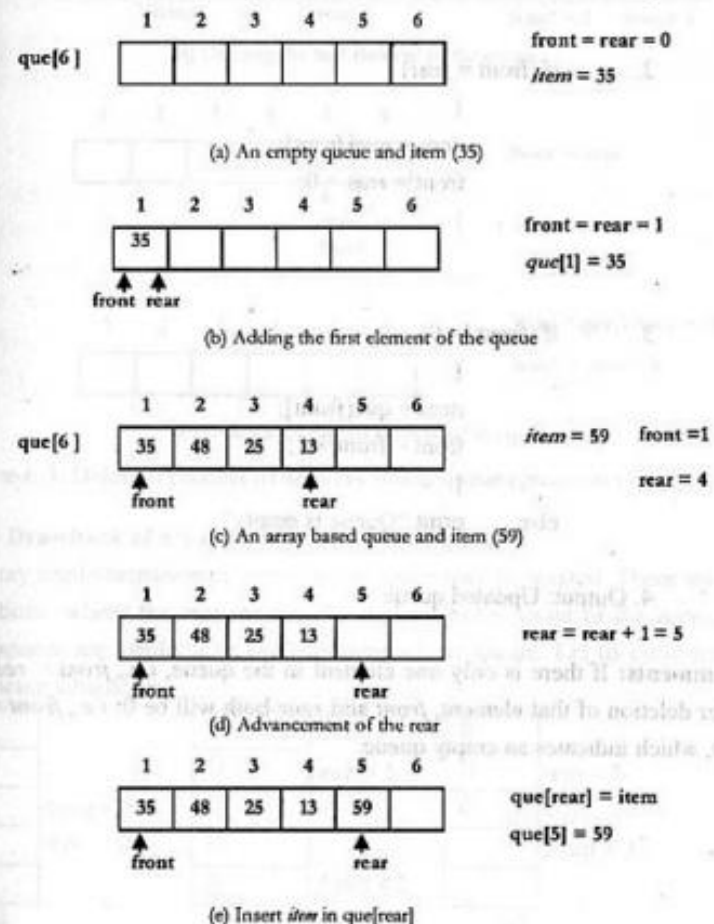 1 2 3 4 5 6
que[6]
front = rear = 0
item = 35
(a) An empty queue and item (35)
1 2 3 4 5 6
35
front rear
front = rear = 1
que[1] = 35
(b) Adding the first element of the queue
1 2 3 4 5 6
que[6] 35 48 25 13
front rear
item = 59 front =1
rear = 4
(c) An array based queue and item (59)
1 2 3 4 5 6
35 48 25 13
front rear
rear = rear + 1 = 5
(d) Advancement of the rear
1 2 3 4 5 6
35 48 25 13 59
front rear
que[rear] = item
que[5] = 59
(e) Insert item in que[rear]